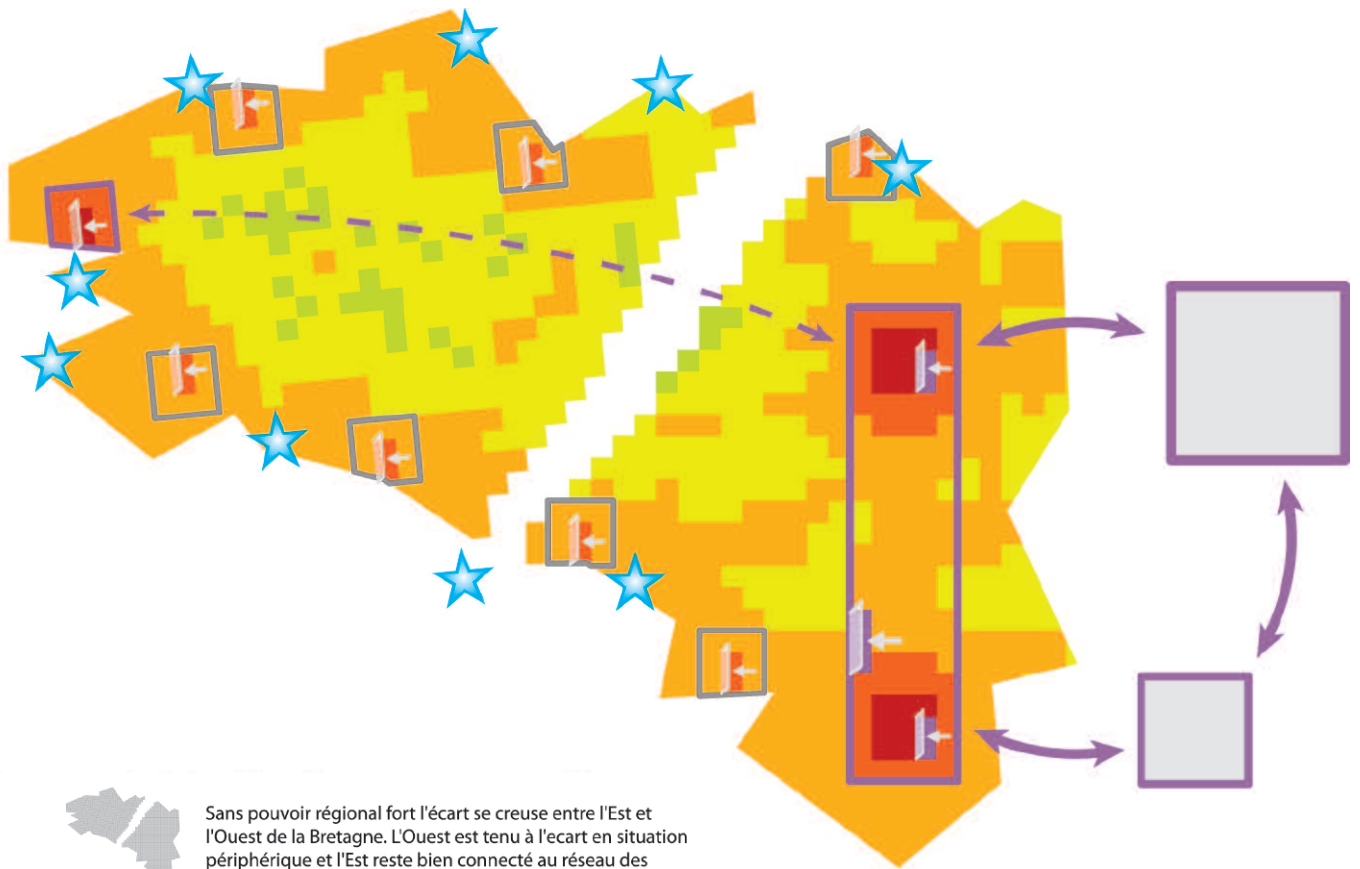 Sans pouvoir régional fort l'écart se creuse entre l'Est et
l'Ouest de la Bretagne. L'Ouest est tenu à l'ecart en situation
périphérique et l'Est reste bien connecté au réseau des